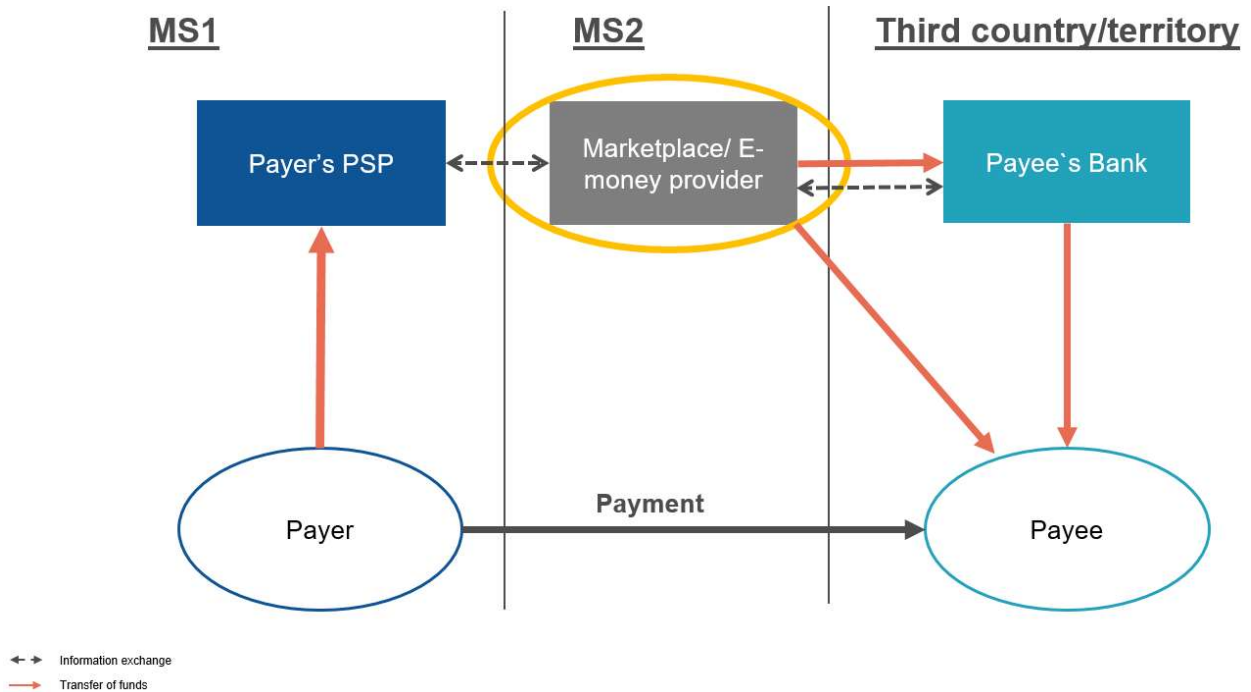 MS1
MS2
Third country/territory
Payer’s PSP
Marketplace/ E-
money provider
Payee`s Bank
Payment
Payer
Payee
Information exchange
Transfer of funds